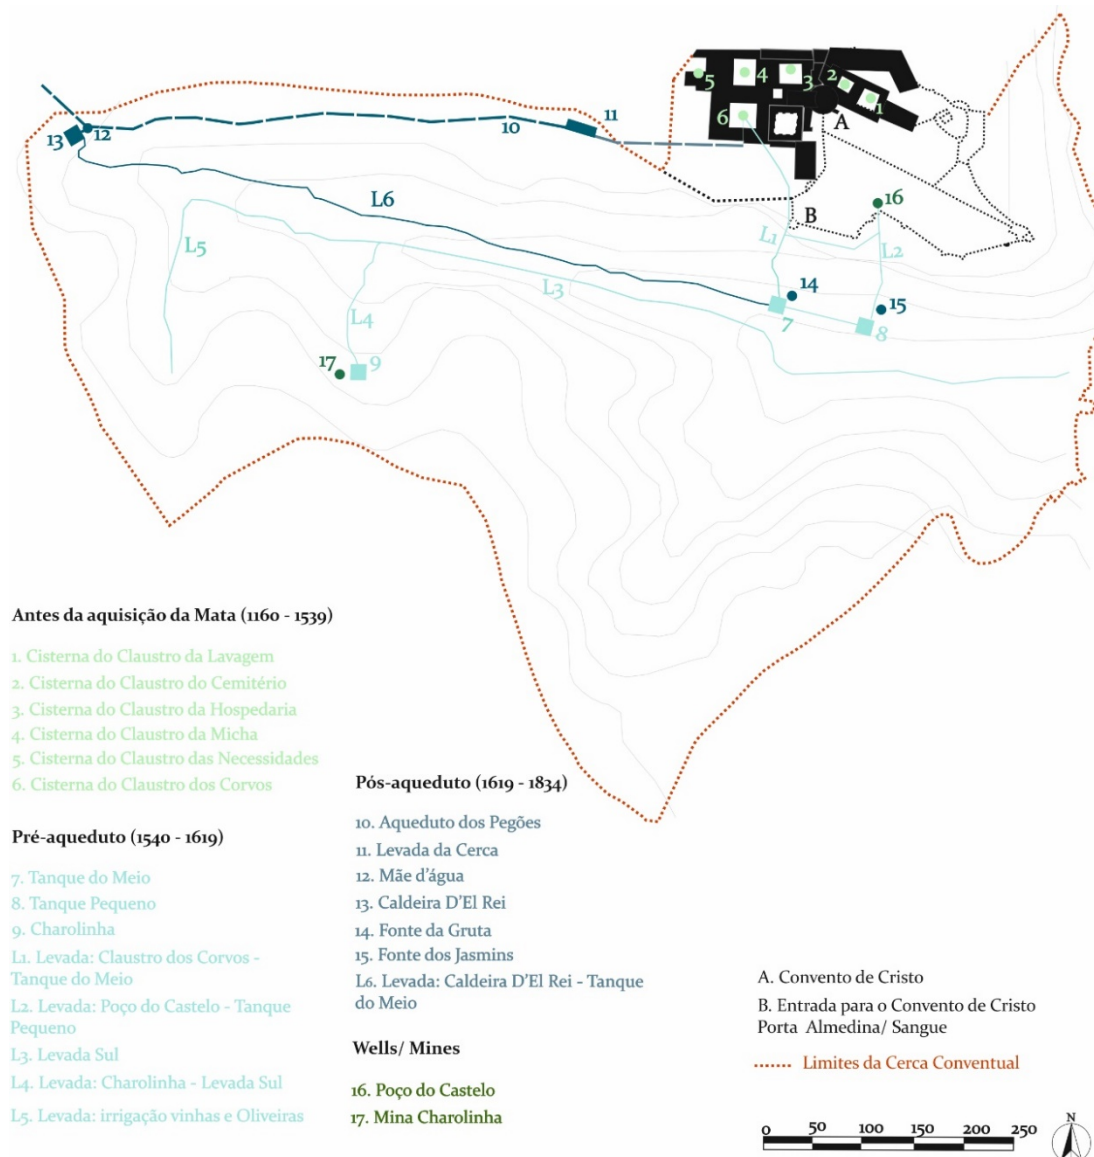 5
4
3
2
1
A
6
13
12
10
11
L6
B
16
L1
L2
L5
L3
14
15
7
8
L4
17
9
Antes da aquisição da Mata (1160 - 1539)
1. Cisterna do Claustro da Lavagem
2. Cisterna do Claustro do Cemitério
3. Cisterna do Claustro da Hospedaria
4. Cisterna do Claustro da Micha
5. Cisterna do Claustro das Necessidades
6. Cisterna do Claustro dos Corvos
Pré-aqueduto (1540 - 1619)
7. Tanque do Meio
8. Tanque Pequeno
9. Charolinha
L1. Levada: Claustro dos Corvos -
Tanque do Meio
L2. Levada: Poço do Castelo - Tanque
Pequeno
L3. Levada Sul
L4. Levada: Charolinha - Levada Sul
L5. Levada: irrigação vinhas e Oliveiras
Pós-aqueduto (1619 - 1834)
10. Aqueduto dos Pegões
11. Levada da Cerca
12. Mãe d'água
13. Caldeira D'El Rei
14. Fonte da Gruta
15. Fonte dos Jasmins
L6. Levada: Caldeira D'El Rei - Tanque
do Meio
Wells/ Mines
16. Poço do Castelo
17. Mina Charolinha
A. Convento de Cristo
B. Entrada para o Convento de Cristo
Porta Almedina/ Sangue
Limites da Cerca Conventual
0 50 100 150 200 250
N